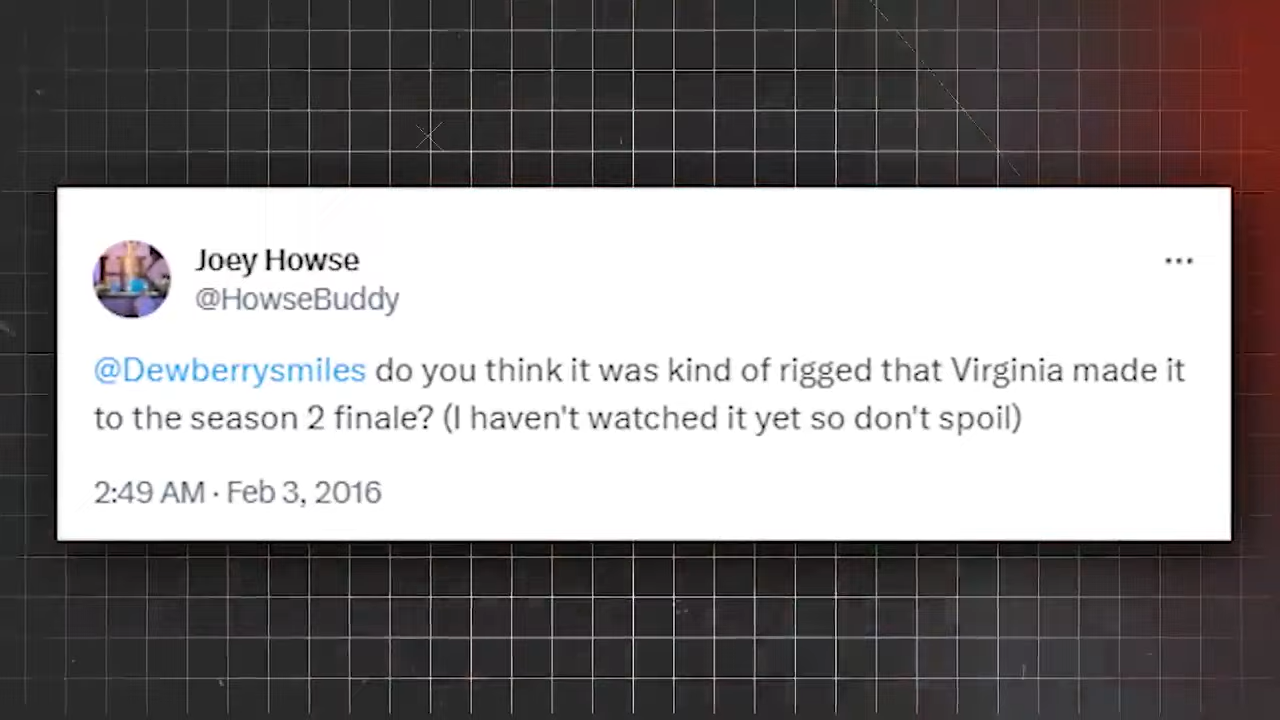 Joey Howse
...
@HowseBuddy
@Dewberrysmiles do you think it was kind of rigged that Virginia made it
to the season 2 finale? (I haven't watched it yet so don't spoil)
2:49 AM · Feb 3, 2016